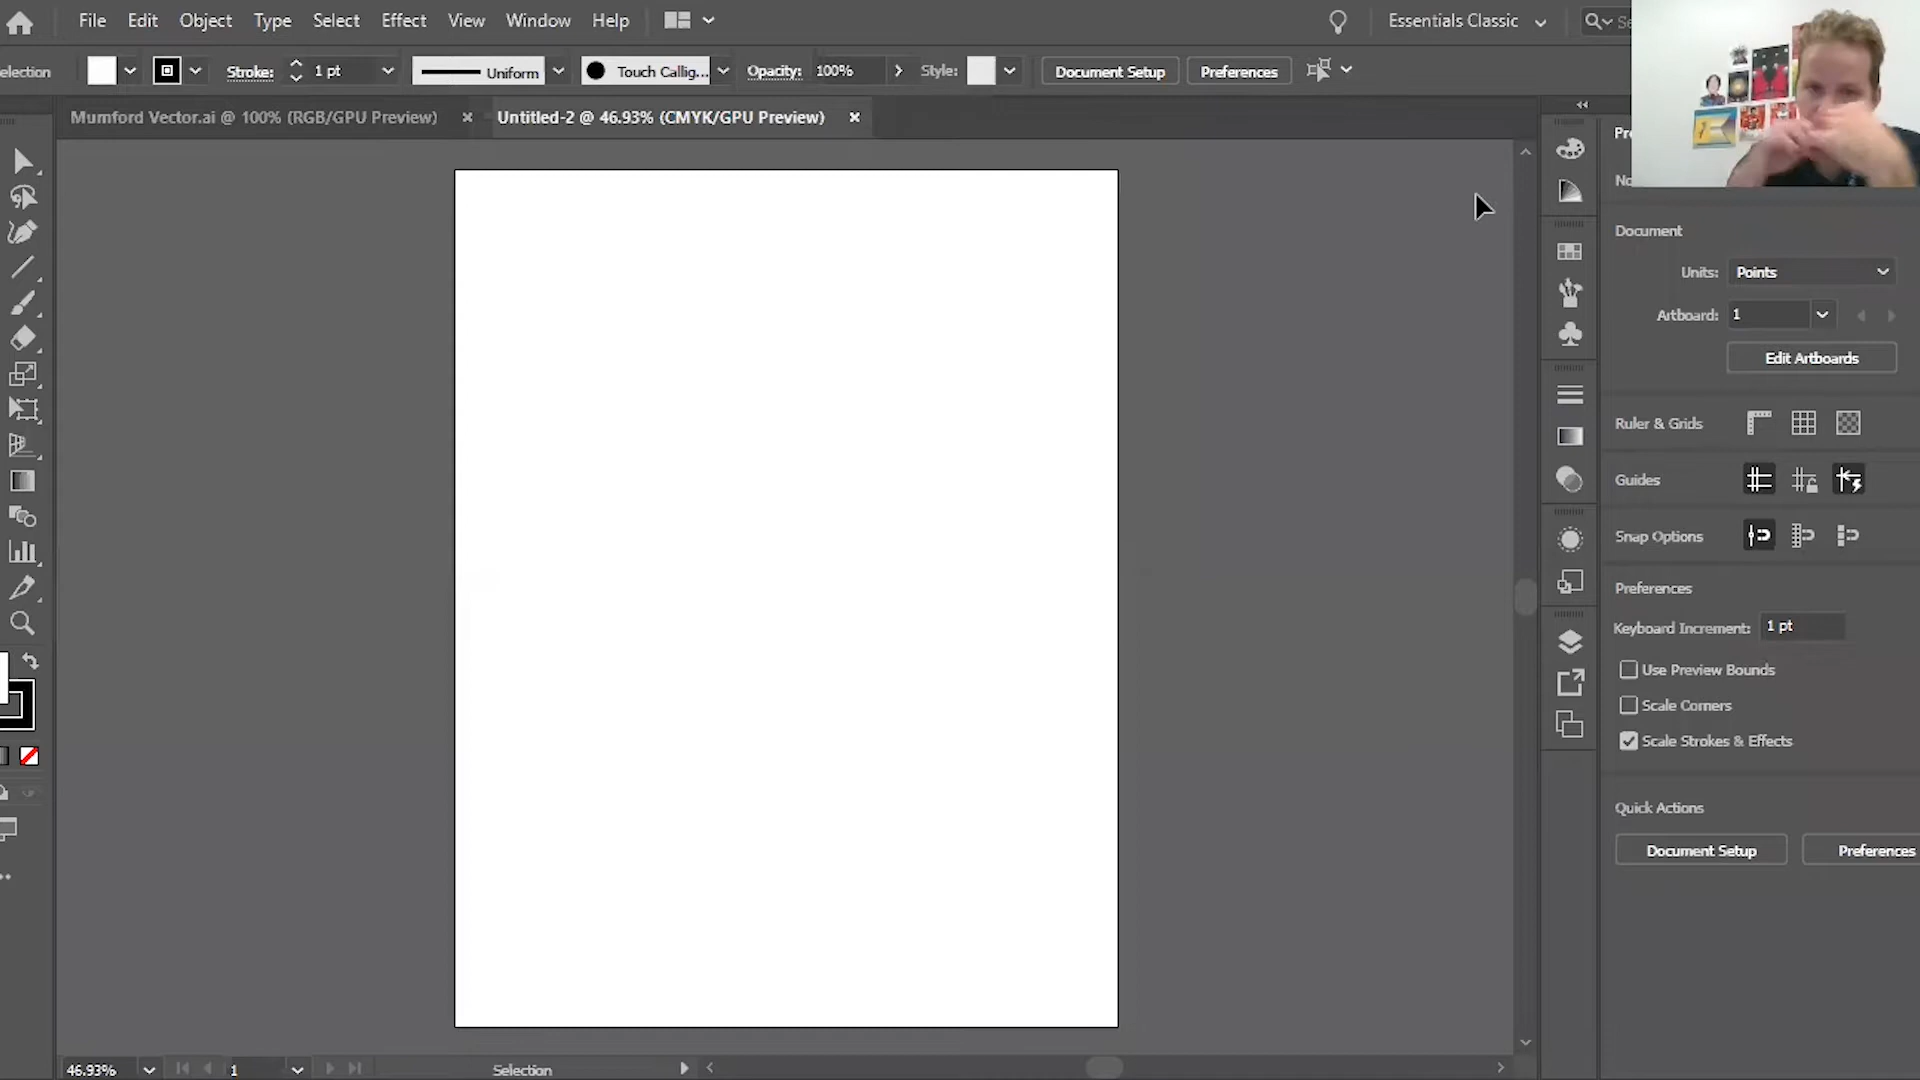 File Edit Object Type Select Effect View Window Help Essentials Classic
election Stroke: 1 pt Uniform Touch Callig... Opacity: 100% Style: Document Setup Preferences
Mumford Vector.ai @ 100% (RGB/GPU Preview) × Untitled-2 @ 46.93% (CMYK/GPU Preview) ×
Document
Units: Points
Artboard: 1
Edit Artboards
Ruler & Grids
Guides
Snap Options
Preferences
Keyboard Increment: 1 pt
Use Preview Bounds
Scale Corners
Scale Strokes & Effects
Quick Actions
Document Setup Preferences
46.93% 1 Selection